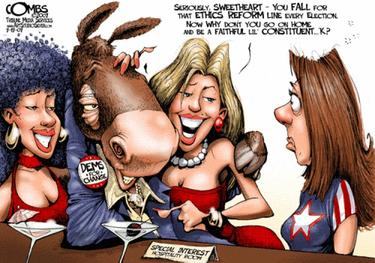 COMBS
© 2007
TRIBUNE MEDIA SERVICES
SERIOUSLY, SWEETHEART - YOU FALL FOR
THAT ETHICS REFORM LINE EVERY ELECTION.
NOW WHY DON'T YOU GO ON HOME
AND BE A FAITHFUL LIL' CONSTITUENT...K?
DEMS
FOR
CHANGE
SPECIAL INTEREST
HOSPITALITY ROOM